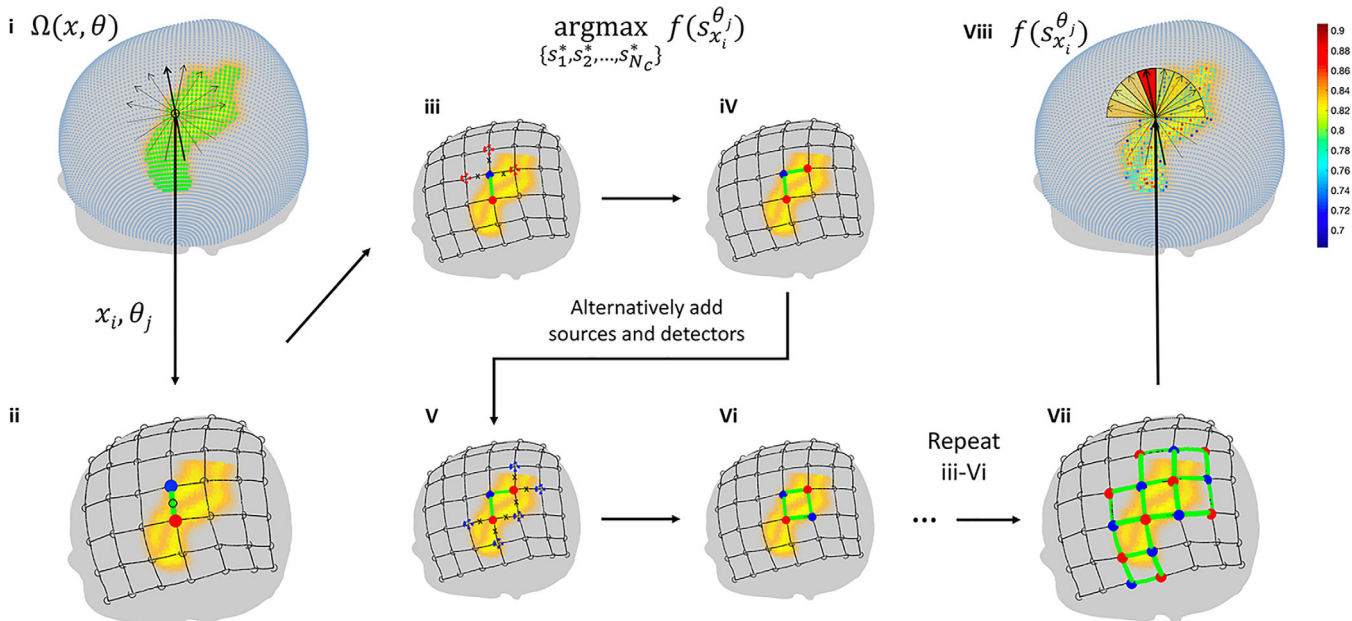 i Ω(x, θ)
argmax f(s_{x_i}^{θ_j})
{s_1^*,s_2^*,...,s_{N_c}^*}
Viii f(s_{x_i}^{θ_j})
0.9
0.88
0.86
0.84
0.82
0.8
0.78
0.76
0.74
0.72
0.7
iii
iV
x_i, θ_j
Alternatively add
sources and detectors
ii
V
Vi
Repeat
iii-Vi
...
Vii